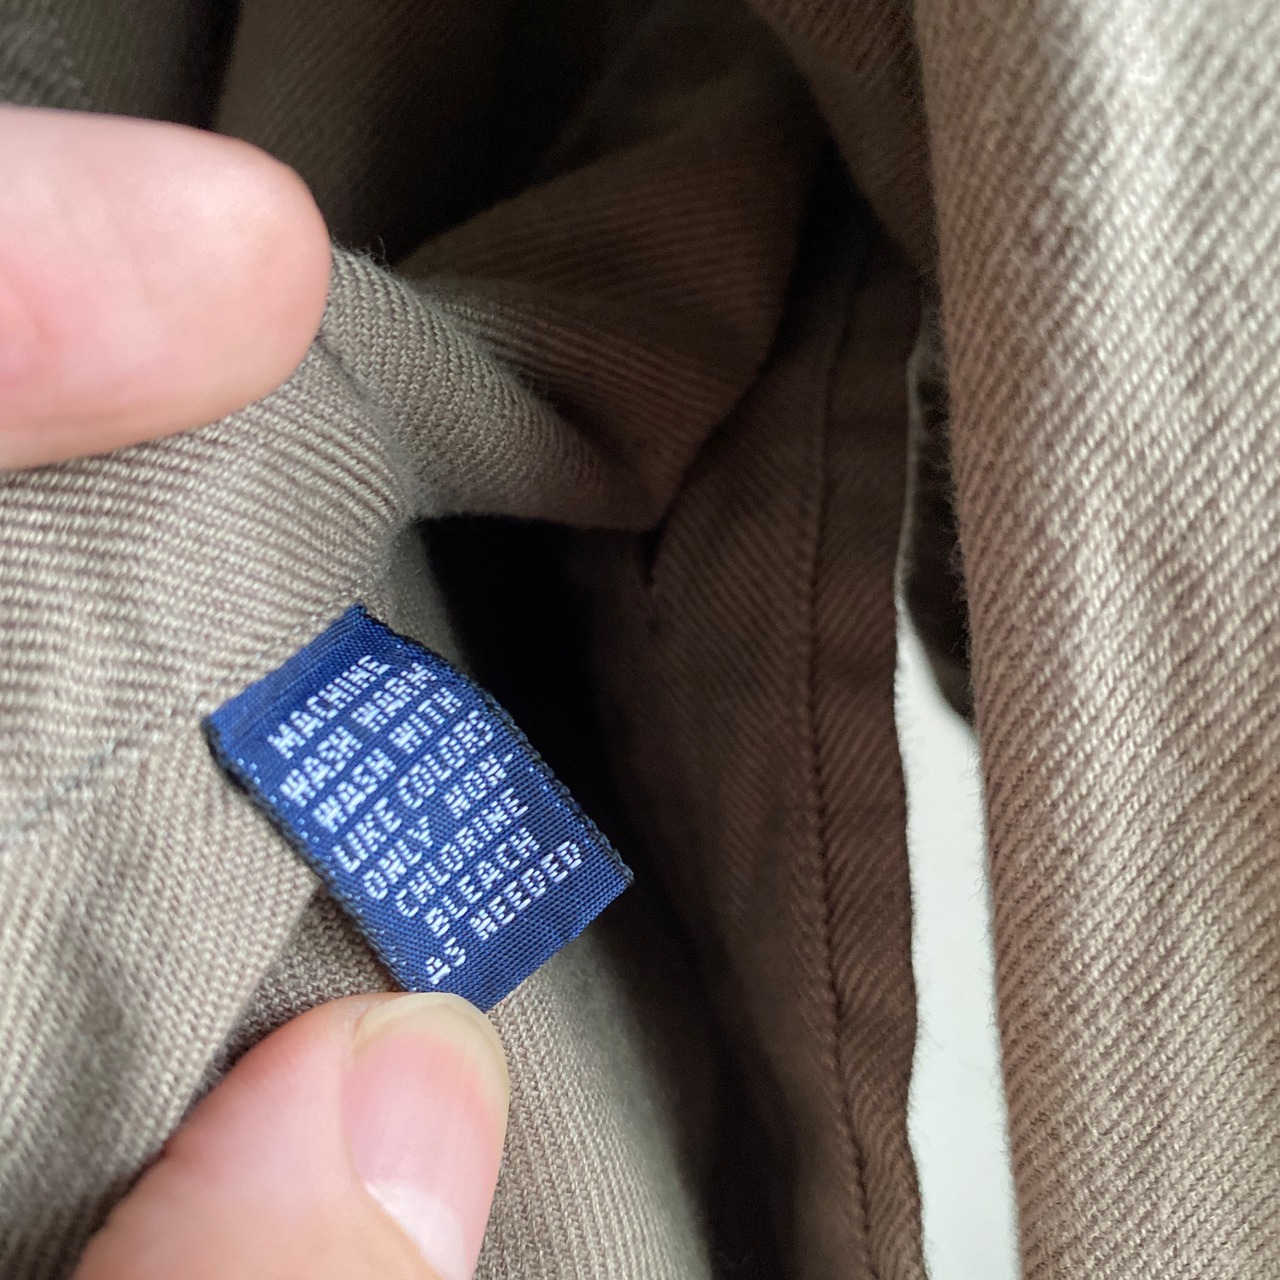 MACHINE
WASH WARM
WASH WITH
LIKE COLORS
ONLY NON
CHLORINE
BLEACH
AS NEEDED